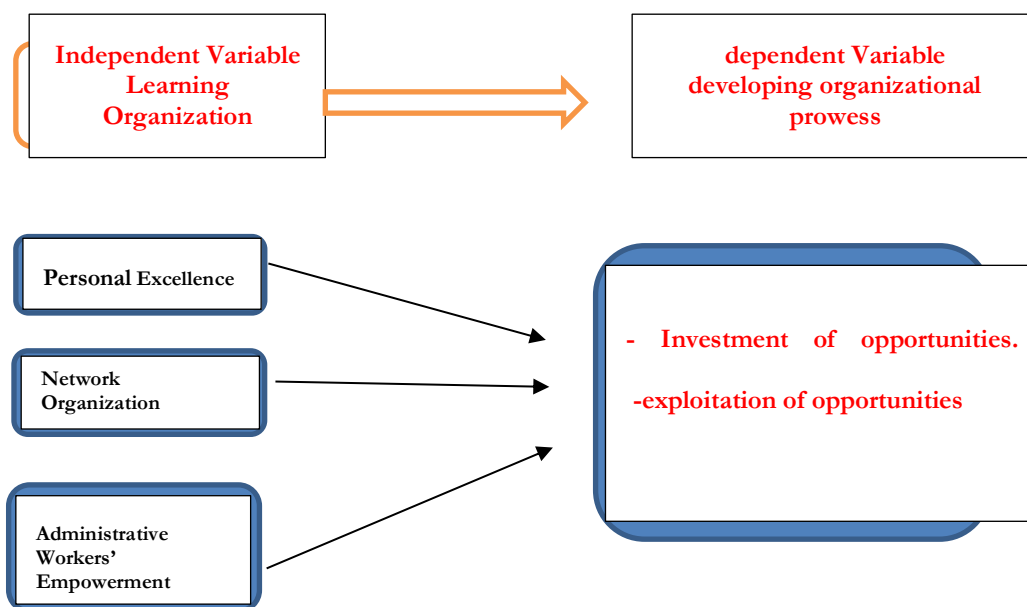 Independent Variable
Learning
Organization
dependent Variable
developing organizational
prowess
Personal Excellence
Network
Organization
Administrative
Workers’
Empowerment
- Investment of opportunities.
-exploitation of opportunities